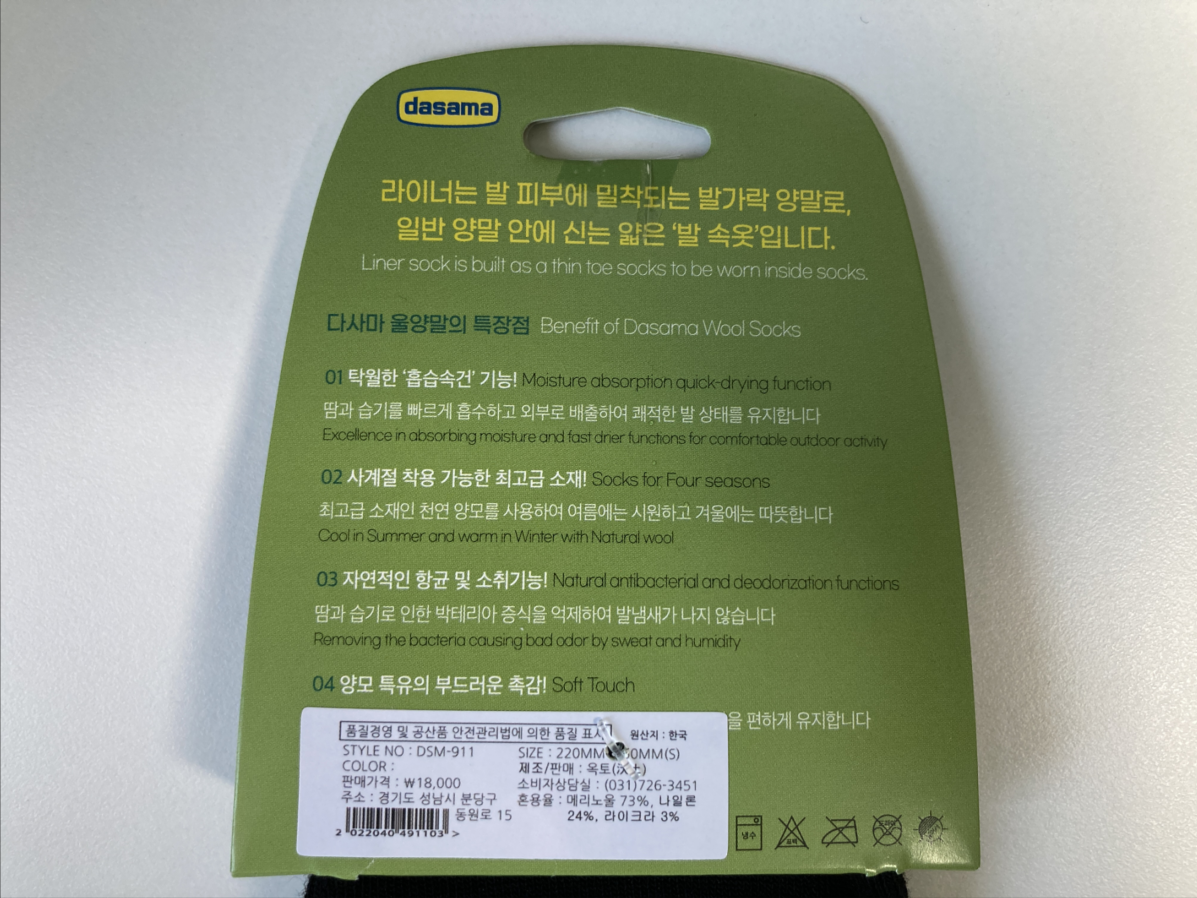 dasama
라이너는 발 피부에 밀착되는 발가락 양말로,
일반 양말 안에 신는 얇은 '발 속옷'입니다.
Liner sock is built as a thin toe socks to be worn inside socks.
다사마 울양말의 특장점 Benefit of Dasama Wool Socks
01 탁월한 '흡습속건' 기능! Moisture absorption quick-drying function
땀과 습기를 빠르게 흡수하고 외부로 배출하여 쾌적한 발 상태를 유지합니다
Excellence in absorbing moisture and fast drier functions for comfortable outdoor activity
02 사계절 착용 가능한 최고급 소재! Socks for Four seasons
최고급 소재인 천연 양모를 사용하여 여름에는 시원하고 겨울에는 따뜻합니다
Cool in Summer and warm in Winter with Natural wool
03 자연적인 항균 및 소취기능! Natural antibacterial and deodorization functions
땀과 습기로 인한 박테리아 증식을 억제하여 발냄새가 나지 않습니다
Removing the bacteria causing bad odor by sweat and humidity
04 양모 특유의 부드러운 촉감! Soft Touch
을 편하게 유지합니다
품질경영 및 공산품 안전관리법에 의한 품질 표시 원산지 : 한국
STYLE NO : DSM-911 SIZE : 220MM 50MM(S)
COLOR : 제조/판매 : 옥토
판매가격 : ₩18,000 소비자상담실 : (031)726-3451
주소 : 경기도 성남시 분당구 혼용율 : 메리노울 73%, 나일론
동원로 15 24%, 라이크라 3%
2 022040 491103 >
냉수